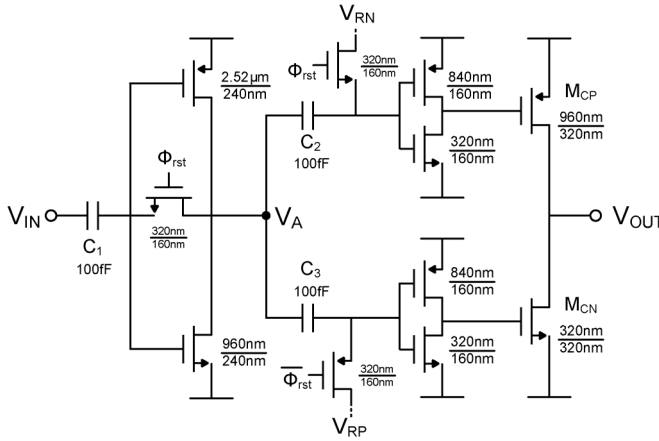 V_RN
Φ_rst
320nm
160nm
2.52µm
240nm
840nm
160nm
M_CP
960nm
320nm
C_2
100fF
320nm
160nm
Φ_rst
V_IN
C_1
100fF
320nm
160nm
V_A
V_OUT
C_3
100fF
840nm
160nm
M_CN
320nm
320nm
960nm
240nm
320nm
160nm
Φ̅_rst
320nm
160nm
V_RP